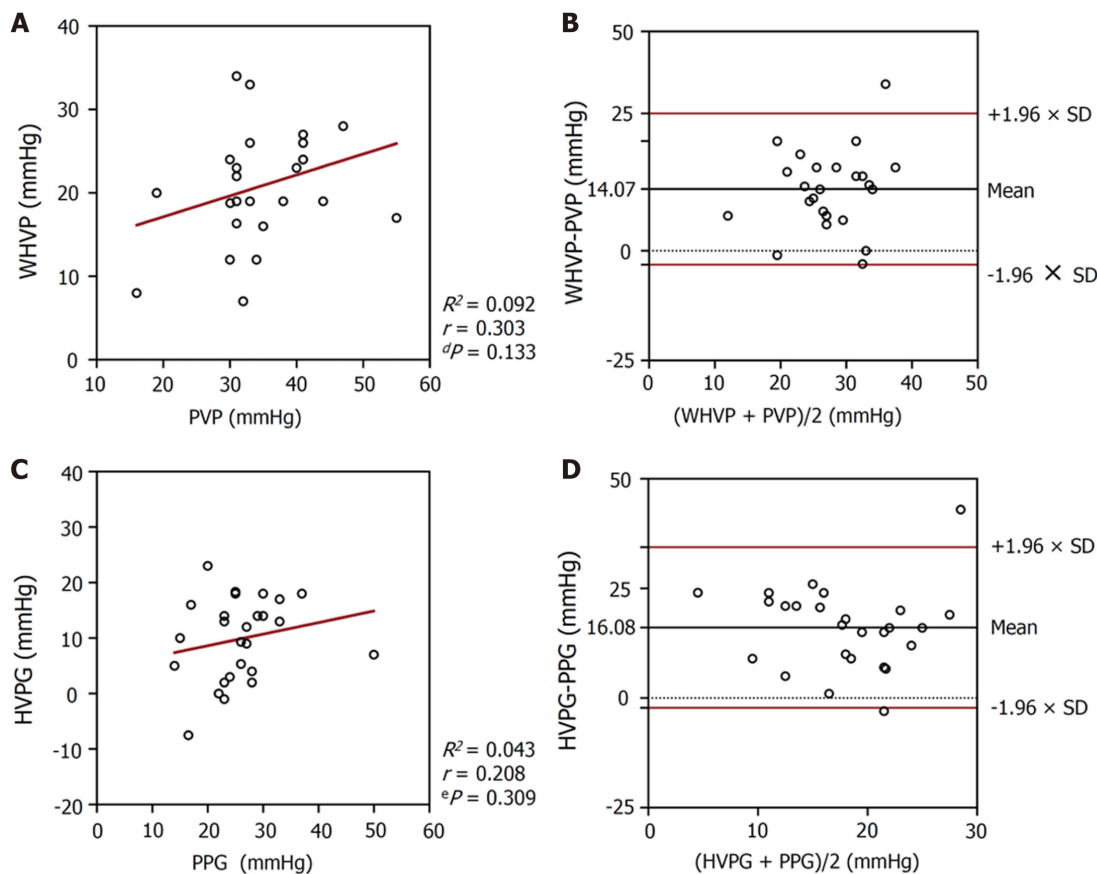 A
40
30
20
10
0
WHVP (mmHg)
10 20 30 40 50 60
PVP (mmHg)
R² = 0.092
r = 0.303
ᵈP = 0.133
B
50
25
14.07
0
-25
WHVP-PVP (mmHg)
0 10 20 30 40 50
(WHVP + PVP)/2 (mmHg)
+1.96 × SD
Mean
-1.96 × SD
C
40
30
20
10
0
-10
-20
HVPG (mmHg)
0 10 20 30 40 50 60
PPG (mmHg)
R² = 0.043
r = 0.208
ᵉP = 0.309
D
50
25
16.08
0
-25
HVPG-PPG (mmHg)
0 10 20 30
(HVPG + PPG)/2 (mmHg)
+1.96 × SD
Mean
-1.96 × SD